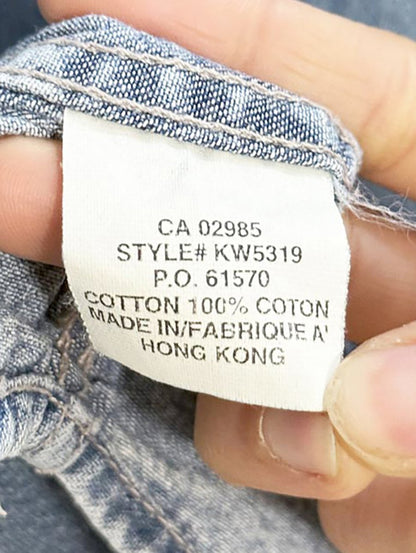 CA 02985
STYLE# KW5319
P.O. 61570
COTTON 100% COTON
MADE IN/FABRIQUE A'
HONG KONG